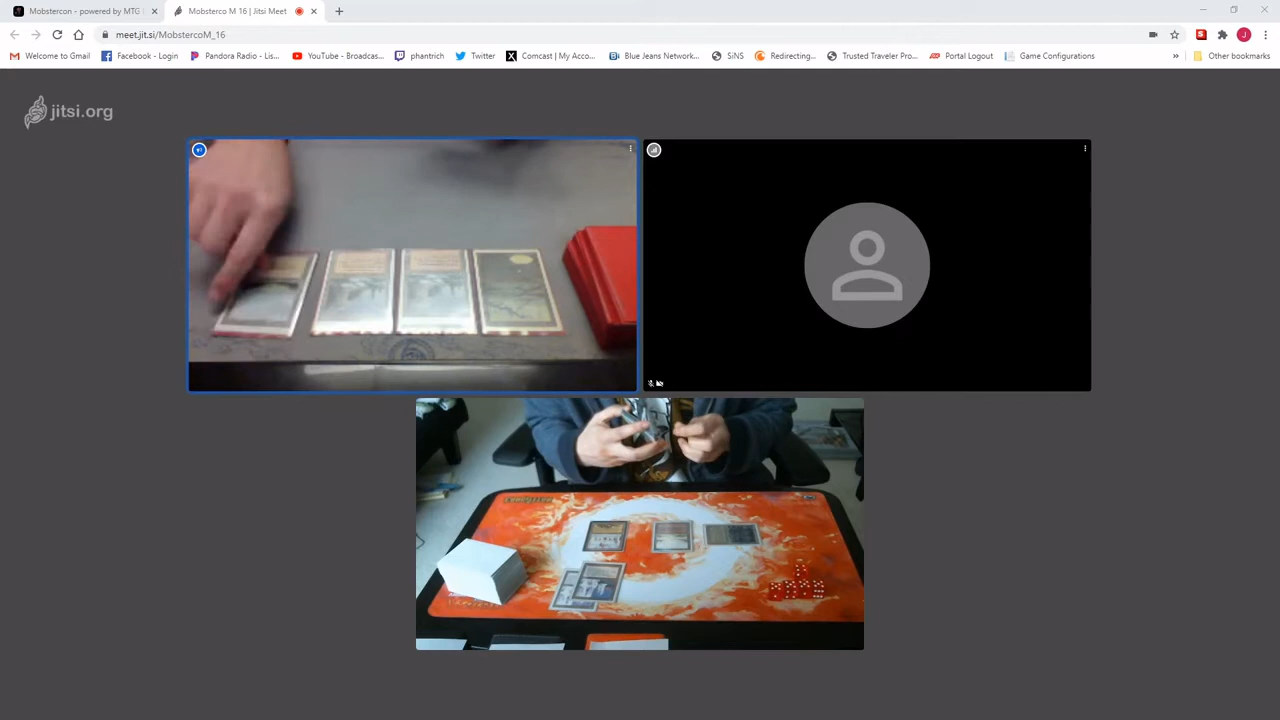 Mobstercon - powered by MTG
Mobsterco M 16 | Jitsi Meet
meet.jit.si/MobstercoM_16
Welcome to Gmail
Facebook - Login
Pandora Radio - Lis...
YouTube - Broadcas...
phantrich
Twitter
Comcast | My Acco...
Blue Jeans Network...
SiNS
Redirecting...
Trusted Traveler Pro...
Portal Logout
Game Configurations
»
Other bookmarks
jitsi.org